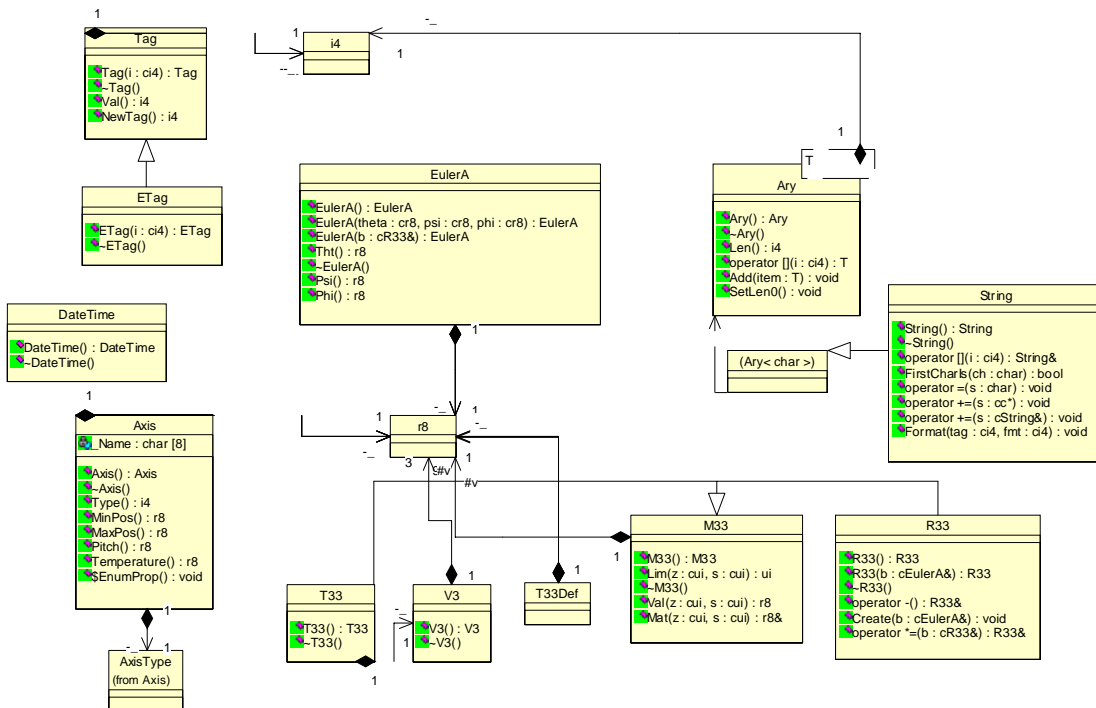 1
Tag
Tag(i : ci4) : Tag
~Tag()
Val() : i4
NewTag() : i4
ETag
ETag(i : ci4) : ETag
~ETag()
DateTime
DateTime() : DateTime
~DateTime()
1
Axis
_Name : char [8]
Axis() : Axis
~Axis()
Type() : i4
MinPos() : r8
MaxPos() : r8
Pitch() : r8
Temperature() : r8
$EnumProp() : void
1
-_
1
AxisType
(from Axis)
-_
1
i4
1
--_.
1
EulerA
EulerA() : EulerA
EulerA(theta : cr8, psi : cr8, phi : cr8) : EulerA
EulerA(b : cR33&) : EulerA
Tht() : r8
~EulerA()
Psi() : r8
Phi() : r8
1
-_
1
1
r8
-_
-_
3
9#v
1
#v
T
Ary
Ary() : Ary
~Ary()
Len() : i4
operator [](i : ci4) : T
Add(item : T) : void
SetLen0() : void
(Ary< char >)
String
String() : String
~String()
operator [](i : ci4) : String&
FirstCharIs(ch : char) : bool
operator =(s : char) : void
operator +=(s : cc*) : void
operator +=(s : cString&) : void
Format(tag : ci4, fmt : ci4) : void
T33
T33() : T33
~T33()
1
1
V3
-_
V3() : V3
~V3()
1
1
T33Def
1
M33
M33() : M33
Lim(z : cui, s : cui) : ui
~M33()
Val(z : cui, s : cui) : r8
Mat(z : cui, s : cui) : r8&
R33
R33() : R33
R33(b : cEulerA&) : R33
~R33()
operator -() : R33&
Create(b : cEulerA&) : void
operator *=(b : cR33&) : R33&